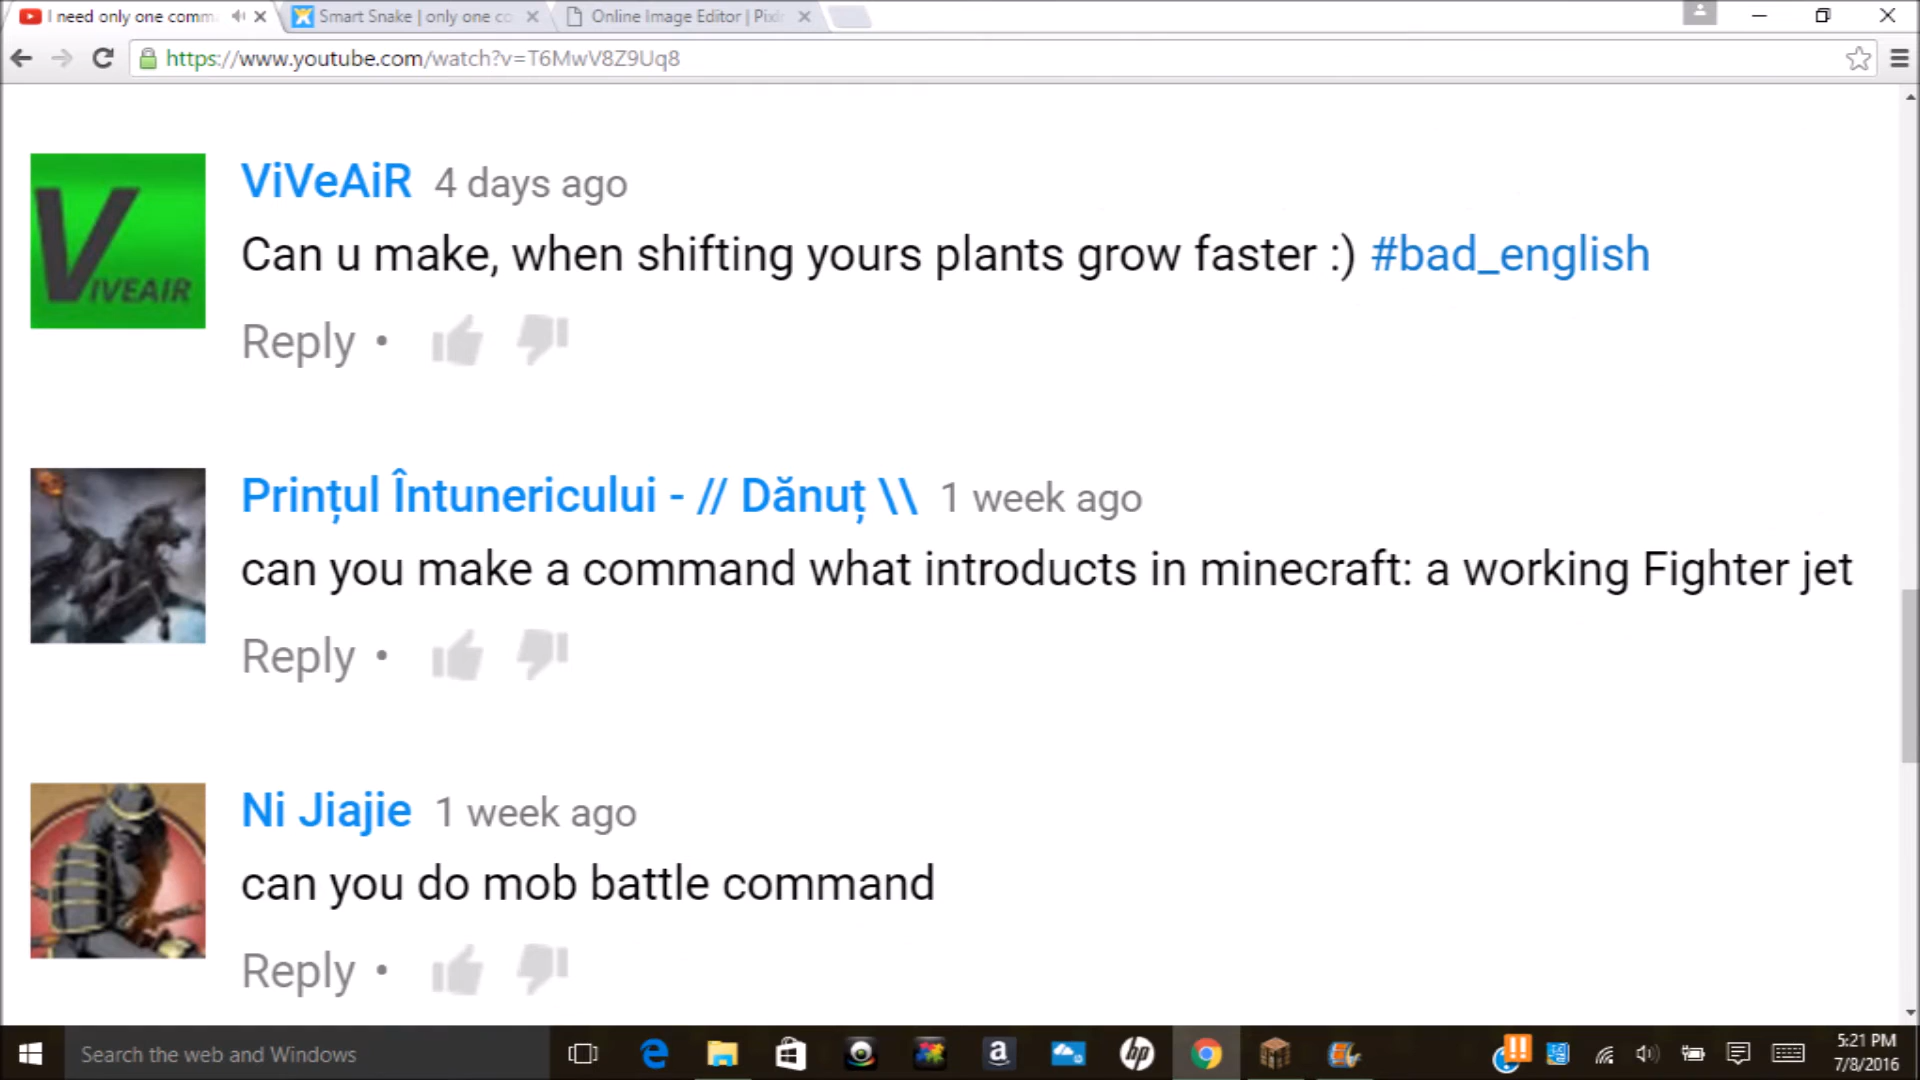 I need only one comm
Smart Snake | only one co
Online Image Editor | Pixlr
https://www.youtube.com/watch?v=T6MwV8Z9Uq8
ViVeAiR 4 days ago
VIVEAIR
Can u make, when shifting yours plants grow faster :) #bad_english
Reply •
Prințul Întunericului - // Dănuț \\ 1 week ago
can you make a command what introducts in minecraft: a working Fighter jet
Reply •
Ni Jiajie 1 week ago
can you do mob battle command
Reply •
Search the web and Windows
5:21 PM
7/8/2016